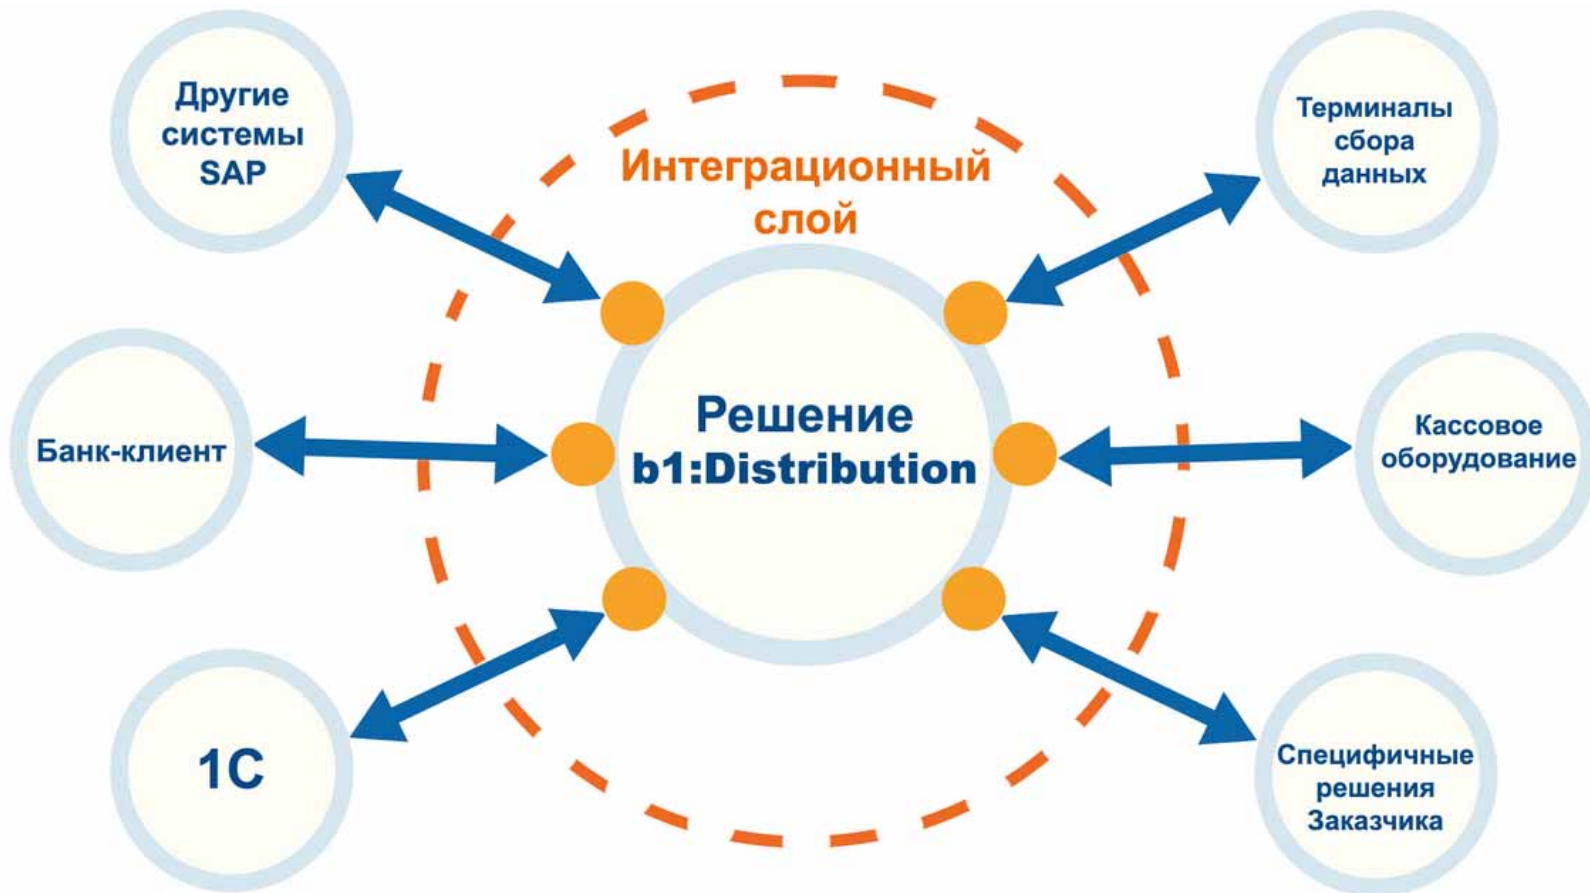 Другие
системы
SAP
Терминалы
сбора
данных
Интеграционный
слой
Банк-клиент
Решение
b1:Distribution
Кассовое
оборудование
1С
Специфичные
решения
Заказчика